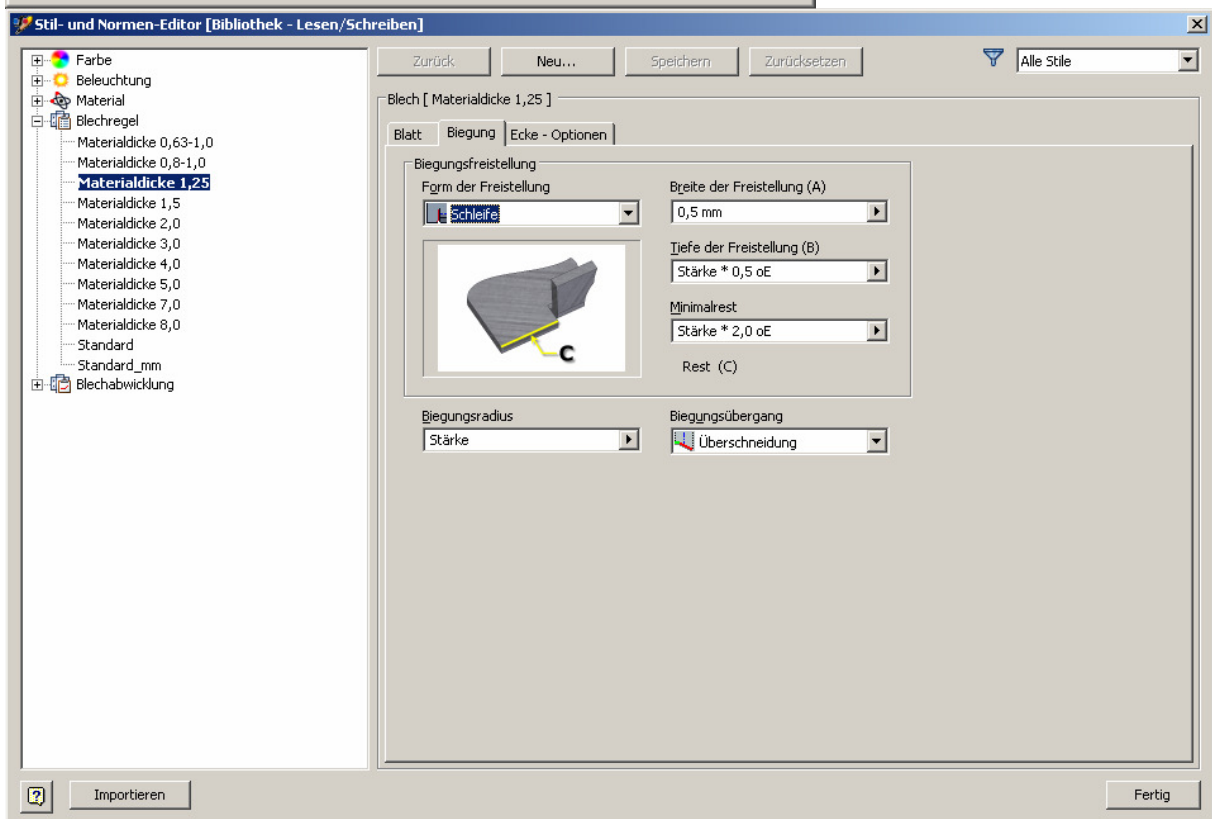 Stil- und Normen-Editor [Bibliothek - Lesen/Schreiben]
Farbe
Beleuchtung
Material
Blechregel
Materialdicke 0,63-1,0
Materialdicke 0,8-1,0
Materialdicke 1,25
Materialdicke 1,5
Materialdicke 2,0
Materialdicke 3,0
Materialdicke 4,0
Materialdicke 5,0
Materialdicke 7,0
Materialdicke 8,0
Standard
Standard_mm
Blechabwicklung
Zurück Neu... Speichern Zurücksetzen Alle Stile
Blech [ Materialdicke 1,25 ]
Blatt Biegung Ecke - Optionen
Biegungsfreistellung
Form der Freistellung
Schleife
Breite der Freistellung (A)
0,5 mm
Tiefe der Freistellung (B)
Stärke * 0,5 oE
Minimalrest
Stärke * 2,0 oE
C
Rest (C)
Biegungsradius
Stärke
Biegungsübergang
Überschneidung
? Importieren Fertig